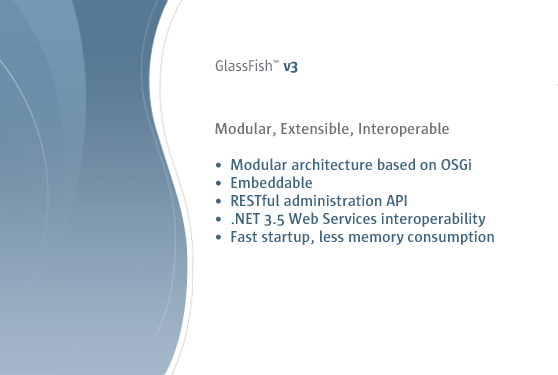 GlassFish™ v3
Modular, Extensible, Interoperable
• Modular architecture based on OSGi
• Embeddable
• RESTful administration API
• .NET 3.5 Web Services interoperability
• Fast startup, less memory consumption